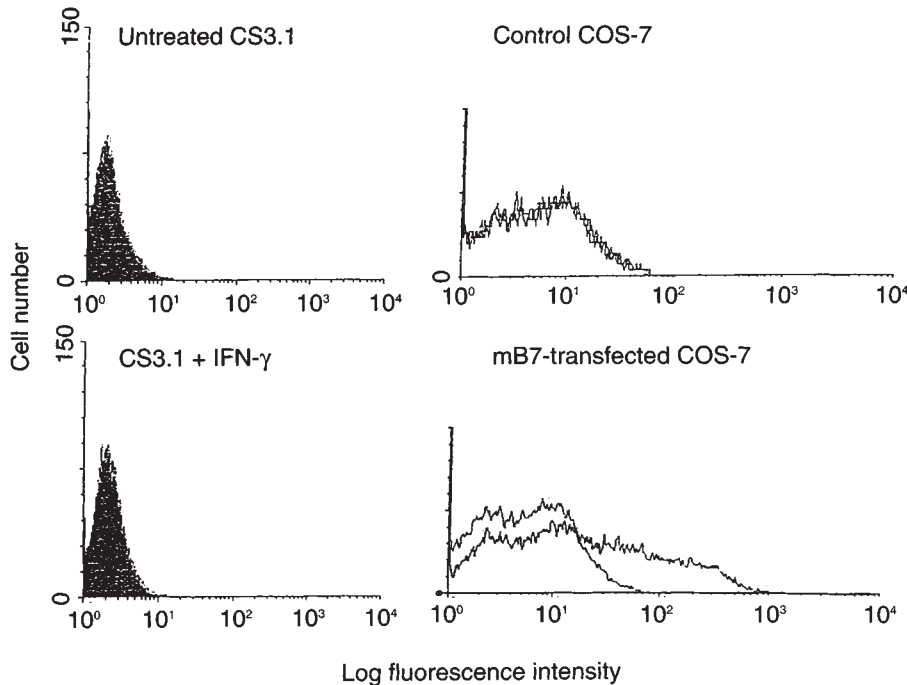 150
Untreated CS3.1
0
10⁰ 10¹ 10² 10³ 10⁴
Control COS-7
0
10⁰ 10¹ 10² 10³ 10⁴
Cell number
150
CS3.1 + IFN-γ
0
10⁰ 10¹ 10² 10³ 10⁴
mB7-transfected COS-7
0
10⁰ 10¹ 10² 10³ 10⁴
Log fluorescence intensity